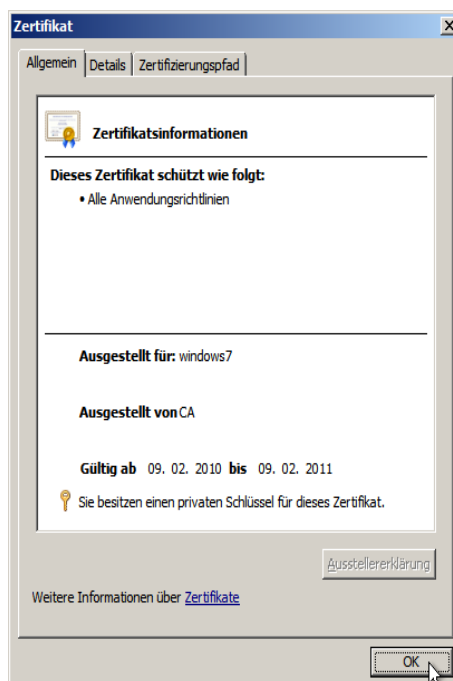 Zertifikat
Allgemein Details Zertifizierungspfad
Zertifikatsinformationen
Dieses Zertifikat schützt wie folgt:
• Alle Anwendungsrichtlinien
Ausgestellt für: windows7
Ausgestellt von CA
Gültig ab 09. 02. 2010 bis 09. 02. 2011
Sie besitzen einen privaten Schlüssel für dieses Zertifikat.
Ausstellererklärung
Weitere Informationen über Zertifikate
OK